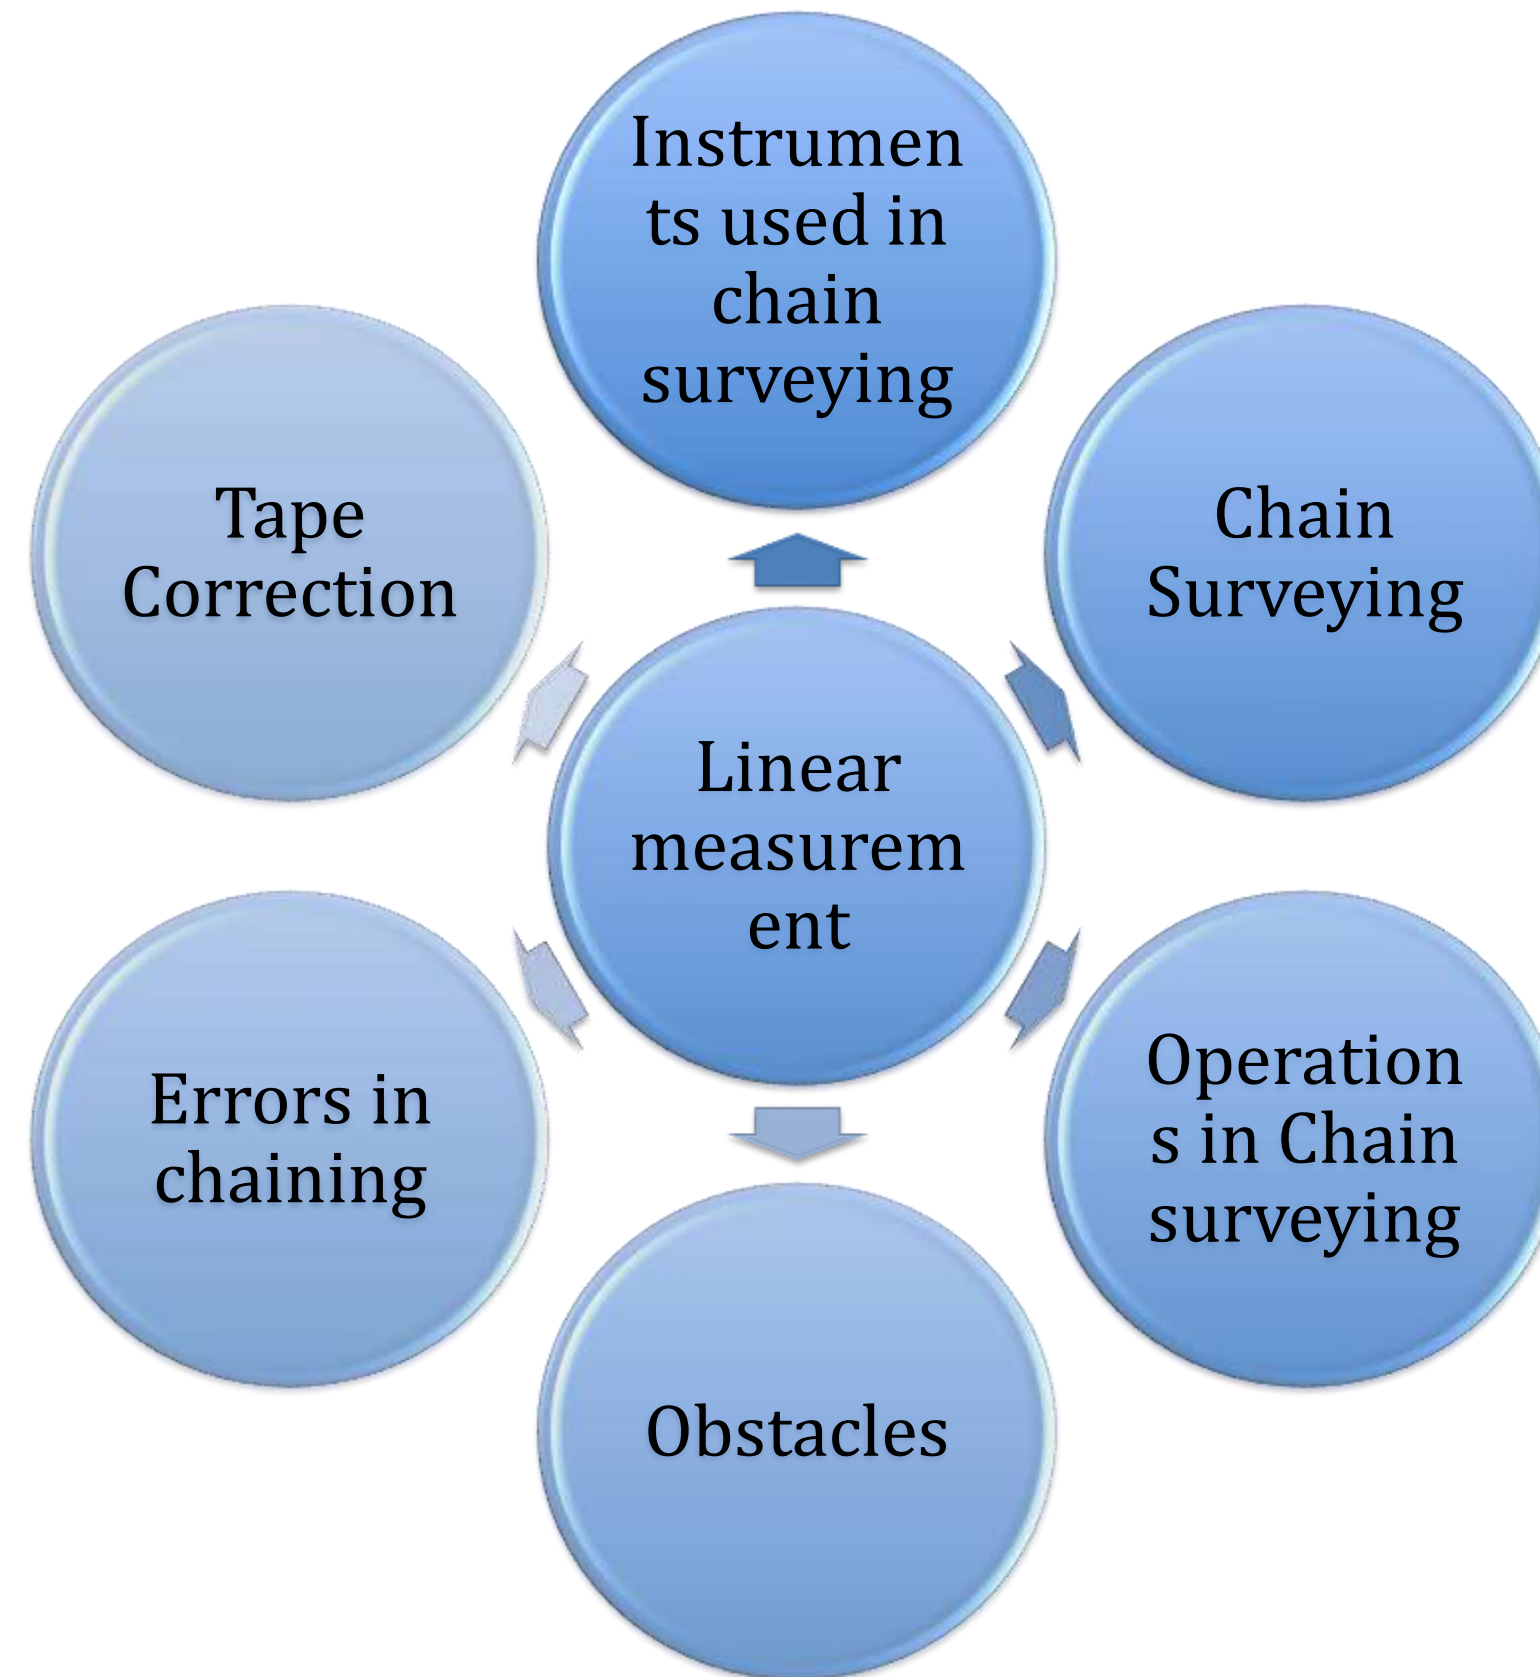 Instrumen
ts used in
chain
surveying
Chain
Surveying
Operation
s in Chain
surveying
Obstacles
Errors in
chaining
Tape
Correction
Linear
measurem
ent